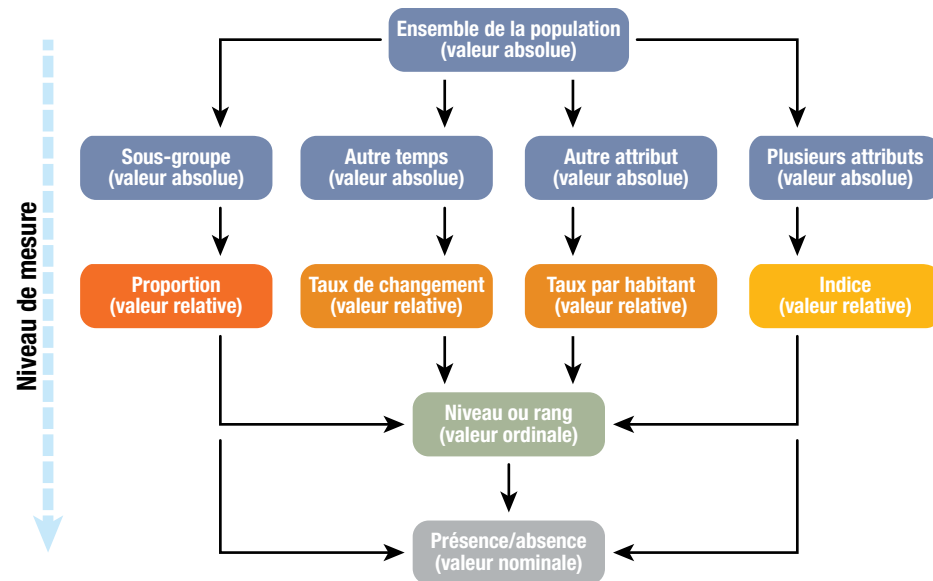 Ensemble de la population
(valeur absolue)
Sous-groupe
(valeur absolue)
Autre temps
(valeur absolue)
Autre attribut
(valeur absolue)
Plusieurs attributs
(valeur absolue)
Niveau de mesure
Proportion
(valeur relative)
Taux de changement
(valeur relative)
Taux par habitant
(valeur relative)
Indice
(valeur relative)
Niveau ou rang
(valeur ordinale)
Présence/absence
(valeur nominale)